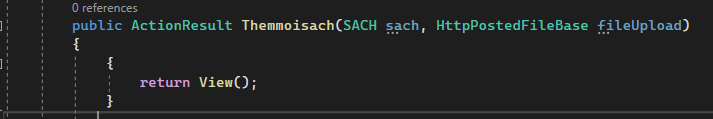 0 references
public ActionResult Themmoisach(SACH sach, HttpPostedFileBase fileUpload)
{
{
return View();
}